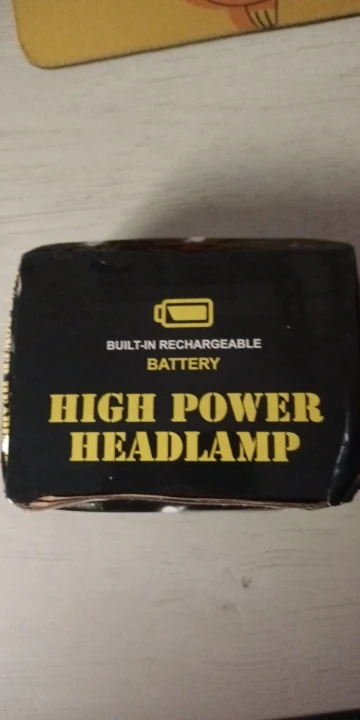 BUILT-IN RECHARGEABLE
BATTERY
HIGH POWER
HEADLAMP